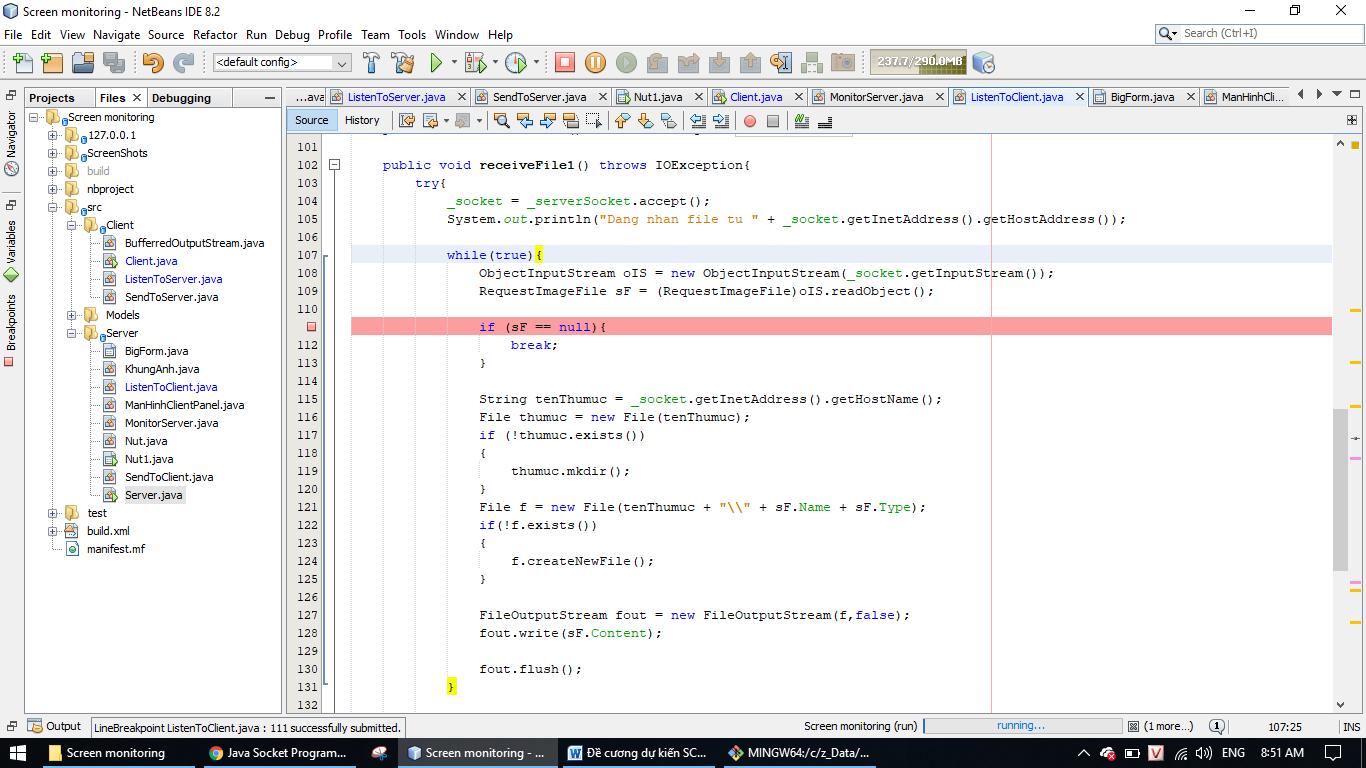 Screen monitoring - NetBeans IDE 8.2
File Edit View Navigate Source Refactor Run Debug Profile Team Tools Window Help
Search (Ctrl+I)
<default config>
237.7/290.0MB
Projects Files Debugging
...ava ListenToServer.java SendToServer.java Nut1.java Client.java MonitorServer.java ListenToClient.java BigForm.java ManHinhCli...
Source History
Navigator
Variables
Breakpoints
Screen monitoring
127.0.0.1
ScreenShots
build
nbproject
src
Client
BufferredOutputStream.java
Client.java
ListenToServer.java
SendToServer.java
Models
Server
BigForm.java
KhungAnh.java
ListenToClient.java
ManHinhClientPanel.java
MonitorServer.java
Nut.java
Nut1.java
SendToClient.java
Server.java
test
build.xml
manifest.mf
101
102 public void receiveFile1() throws IOException{
103 try{
104 _socket = _serverSocket.accept();
105 System.out.println("Dang nhan file tu " + _socket.getInetAddress().getHostAddress());
106
107 while(true){
108 ObjectInputStream oIS = new ObjectInputStream(_socket.getInputStream());
109 RequestImageFile sF = (RequestImageFile)oIS.readObject();
110
if (sF == null){
112 break;
113 }
114
115 String tenThumuc = _socket.getInetAddress().getHostName();
116 File thumuc = new File(tenThumuc);
117 if (!thumuc.exists())
118 {
119 thumuc.mkdir();
120 }
121 File f = new File(tenThumuc + "\\" + sF.Name + sF.Type);
122 if(!f.exists())
123 {
124 f.createNewFile();
125 }
126
127 FileOutputStream fout = new FileOutputStream(f,false);
128 fout.write(sF.Content);
129
130 fout.flush();
131 }
132
Output LineBreakpoint ListenToClient.java : 111 successfully submitted. Screen monitoring (run) running... (1 more...) 1 107:25 INS
Screen monitoring Java Socket Program... Screen monitoring - ... Đề cương dự kiến SC... MINGW64:/c/z_Data/... V ENG 8:51 AM